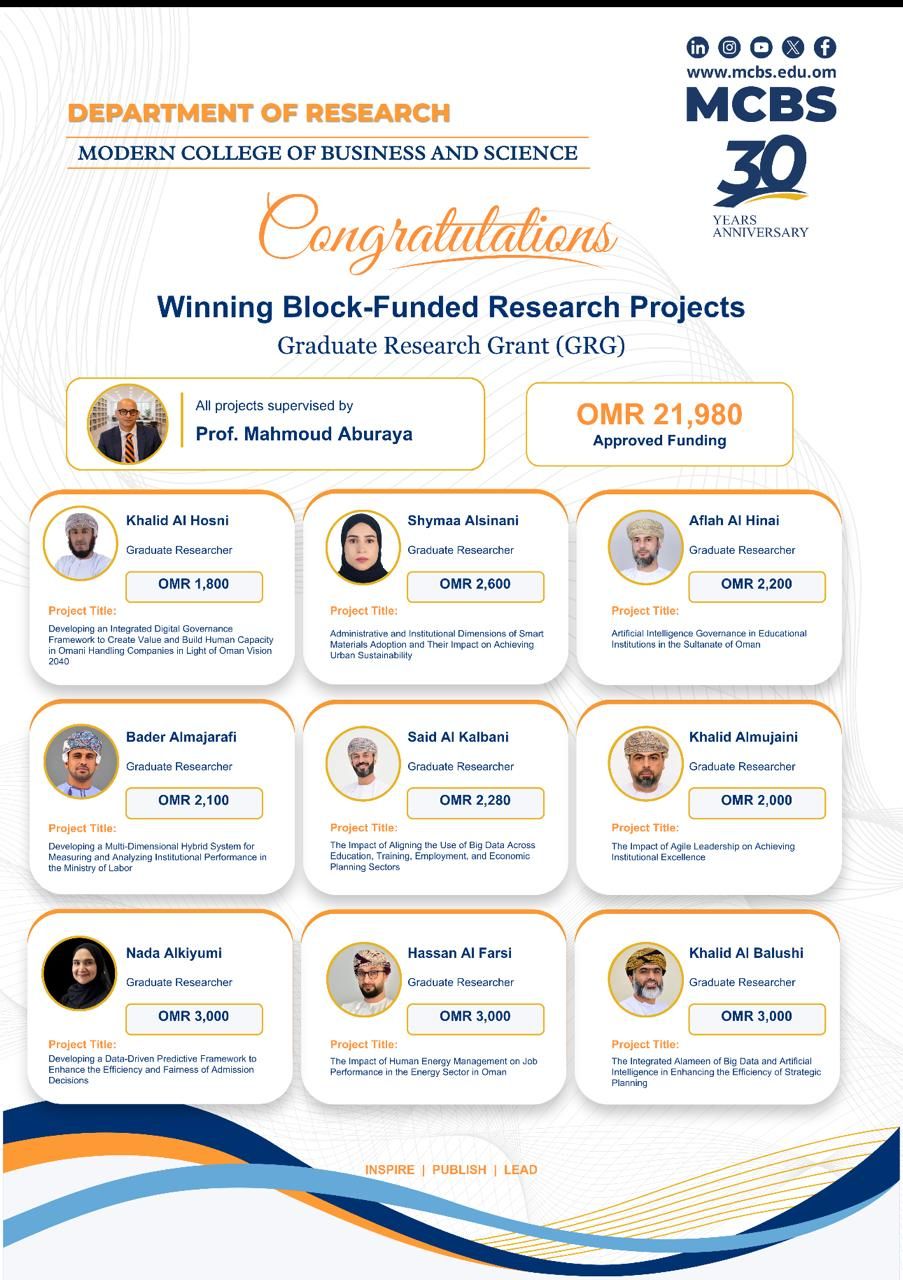 www.mcbs.edu.om
MCBS
30
YEARS
ANNIVERSARY
DEPARTMENT OF RESEARCH
MODERN COLLEGE OF BUSINESS AND SCIENCE
Congratulations
Winning Block-Funded Research Projects
Graduate Research Grant (GRG)
All projects supervised by
Prof. Mahmoud Aburaya
OMR 21,980
Approved Funding
Khalid Al Hosni
Graduate Researcher
OMR 1,800
Project Title:
Developing an Integrated Digital Governance
Framework to Create Value and Build Human Capacity
in Omani Handling Companies in Light of Oman Vision
2040
Shymaa Alsinani
Graduate Researcher
OMR 2,600
Project Title:
Administrative and Institutional Dimensions of Smart
Materials Adoption and Their Impact on Achieving
Urban Sustainability
Aflah Al Hinai
Graduate Researcher
OMR 2,200
Project Title:
Artificial Intelligence Governance in Educational
Institutions in the Sultanate of Oman
Bader Almajarafi
Graduate Researcher
OMR 2,100
Project Title:
Developing a Multi-Dimensional Hybrid System for
Measuring and Analyzing Institutional Performance in
the Ministry of Labor
Said Al Kalbani
Graduate Researcher
OMR 2,280
Project Title:
The Impact of Aligning the Use of Big Data Across
Education, Training, Employment, and Economic
Planning Sectors
Khalid Almujaini
Graduate Researcher
OMR 2,000
Project Title:
The Impact of Agile Leadership on Achieving
Institutional Excellence
Nada Alkiyumi
Graduate Researcher
OMR 3,000
Project Title:
Developing a Data-Driven Predictive Framework to
Enhance the Efficiency and Fairness of Admission
Decisions
Hassan Al Farsi
Graduate Researcher
OMR 3,000
Project Title:
The Impact of Human Energy Management on Job
Performance in the Energy Sector in Oman
Khalid Al Balushi
Graduate Researcher
OMR 3,000
Project Title:
The Integrated Alameen of Big Data and Artificial
Intelligence in Enhancing the Efficiency of Strategic
Planning
INSPIRE | PUBLISH | LEAD